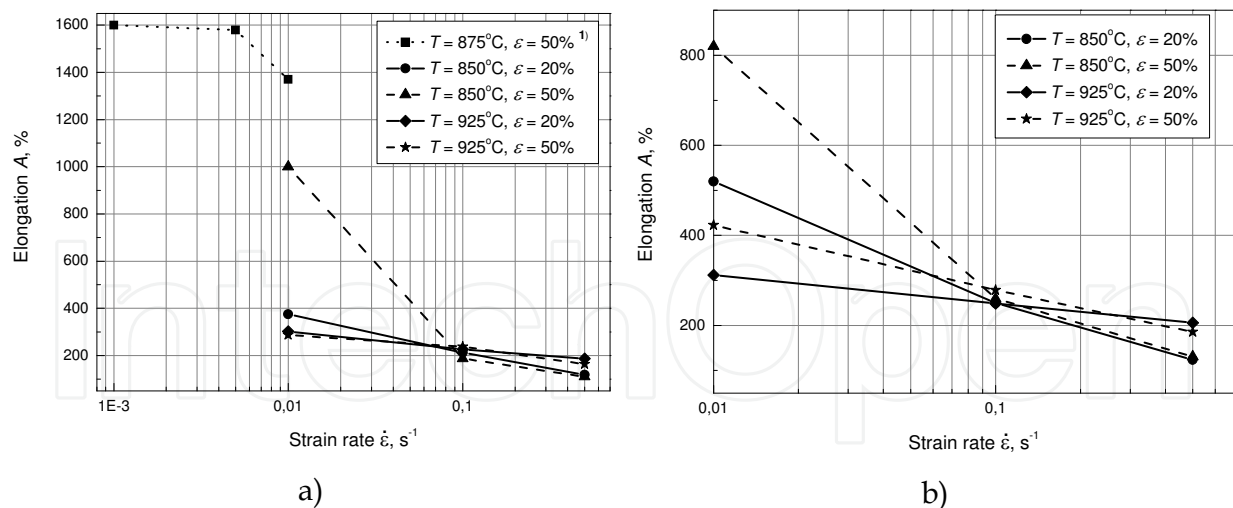 1600
1400
1200
1000
800
600
400
200
Elongation A, %
1E-3
0,01
0,1
Strain rate ε̇, s⁻¹
T = 875°C, ε = 50% ¹⁾
T = 850°C, ε = 20%
T = 850°C, ε = 50%
T = 925°C, ε = 20%
T = 925°C, ε = 50%
a)
800
600
400
200
Elongation A, %
0,01
0,1
Strain rate ε̇, s⁻¹
T = 850°C, ε = 20%
T = 850°C, ε = 50%
T = 925°C, ε = 20%
T = 925°C, ε = 50%
b)
IntechOpen